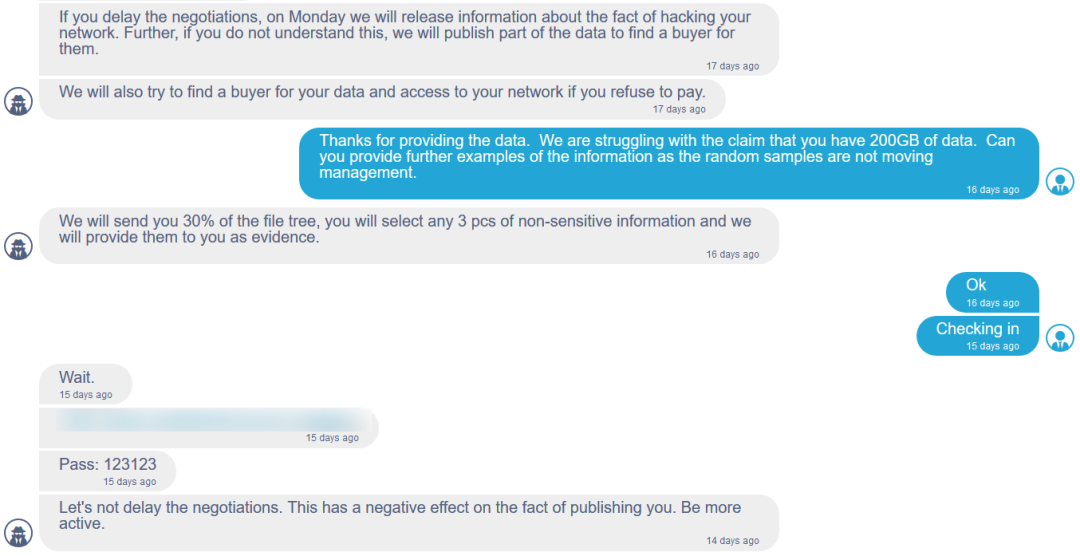 If you delay the negotiations, on Monday we will release information about the fact of hacking your
network. Further, if you do not understand this, we will publish part of the data to find a buyer for
them.
17 days ago
We will also try to find a buyer for your data and access to your network if you refuse to pay.
17 days ago
Thanks for providing the data.  We are struggling with the claim that you have 200GB of data.  Can
you provide further examples of the information as the random samples are not moving
management.
16 days ago
We will send you 30% of the file tree, you will select any 3 pcs of non-sensitive information and we
will provide them to you as evidence.
16 days ago
Ok
16 days ago
Checking in
15 days ago
Wait.
15 days ago
15 days ago
Pass: 123123
15 days ago
Let's not delay the negotiations. This has a negative effect on the fact of publishing you. Be more
active.
14 days ago